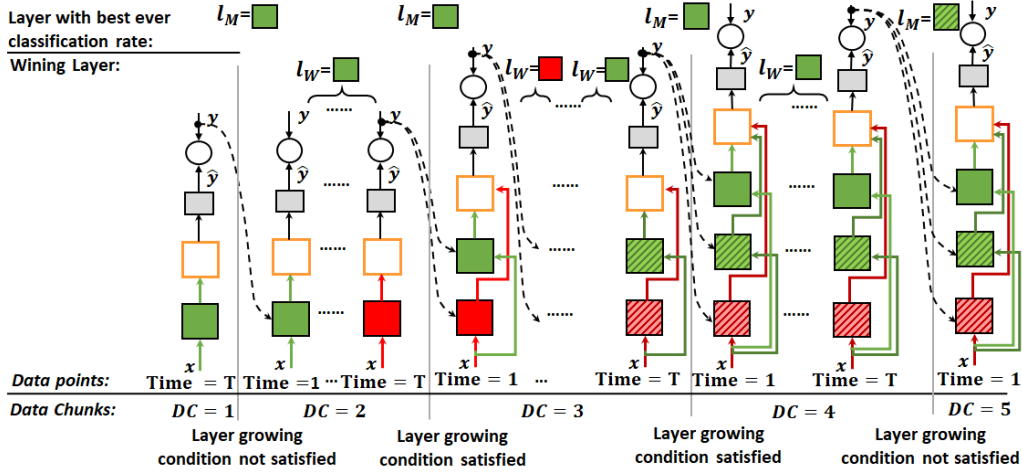 Layer with best ever
classification rate:
l_M= l_M= l_M= l_M=
Wining Layer:
l_W= l_W= l_W= l_W=
...... ...... ......
y y y y y y y y
ŷ ŷ ŷ ŷ ŷ ŷ ŷ ŷ
...... ...... ......
...... ...... ......
...... ...... ......
x x x x x x x x
Data points: Time = T Time =1 ... Time = T Time = 1 ... Time = T Time = 1 Time = T Time = 1
Data Chunks: DC = 1 DC = 2 DC = 3 DC = 4 DC = 5
Layer growing
condition not satisfied
Layer growing
condition satisfied
Layer growing
condition satisfied
Layer growing
condition not satisfied